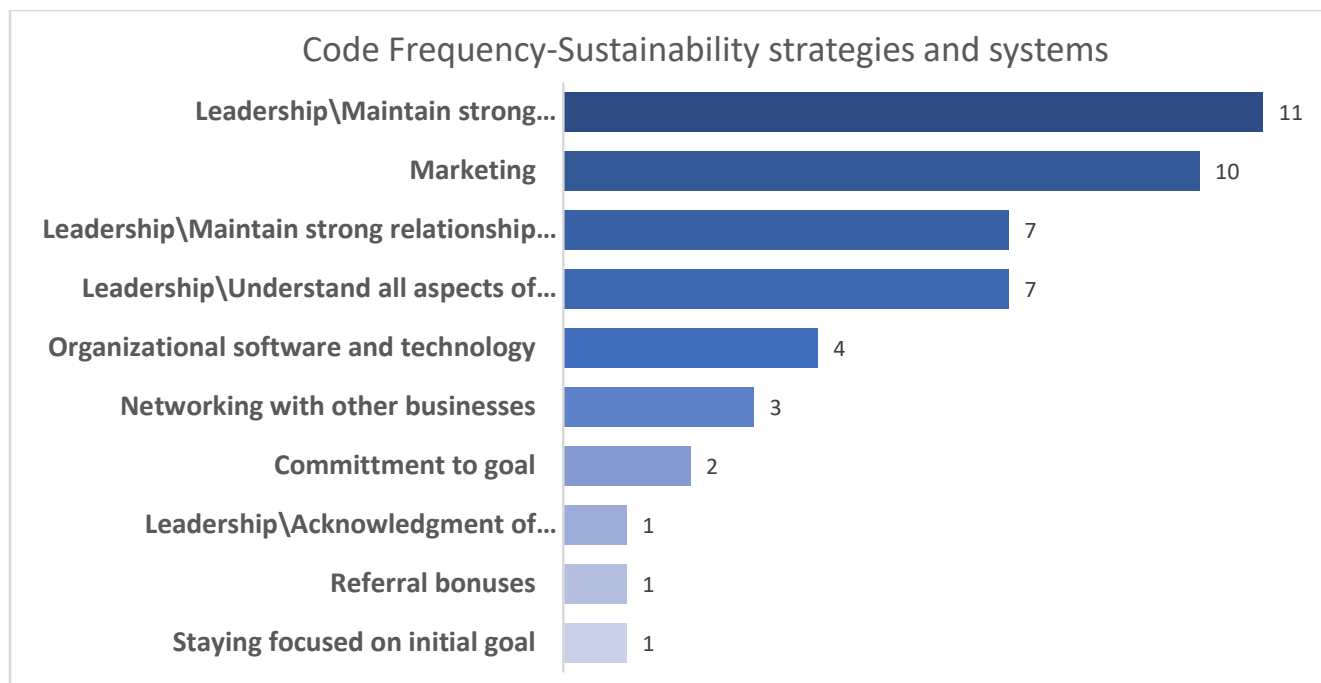 Code Frequency-Sustainability strategies and systems
Leadership\Maintain strong… 11
Marketing 10
Leadership\Maintain strong relationship… 7
Leadership\Understand all aspects of… 7
Organizational software and technology 4
Networking with other businesses 3
Committment to goal 2
Leadership\Acknowledgment of… 1
Referral bonuses 1
Staying focused on initial goal 1